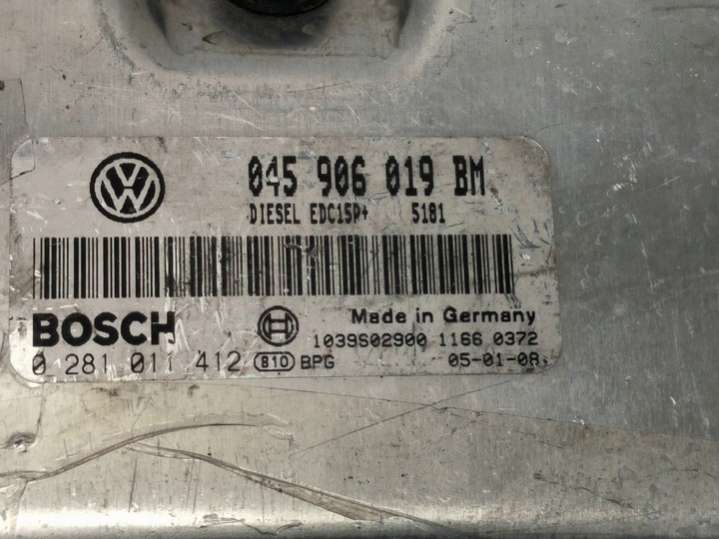 045 906 019 BM
DIESEL EDC15P+ 5181
Made in Germany
BOSCH
1039S02900 1166 0372
0 281 011 412 810 BPG 05-01-08